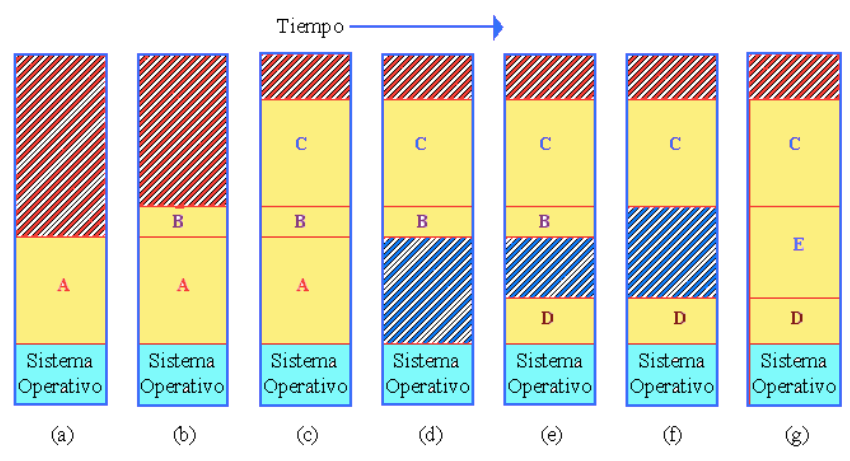 Tiempo
C
C
C
C
C
B
B
B
B
E
A
A
A
D
D
D
Sistema
Operativo
Sistema
Operativo
Sistema
Operativo
Sistema
Operativo
Sistema
Operativo
Sistema
Operativo
Sistema
Operativo
(a)
(b)
(c)
(d)
(e)
(f)
(g)